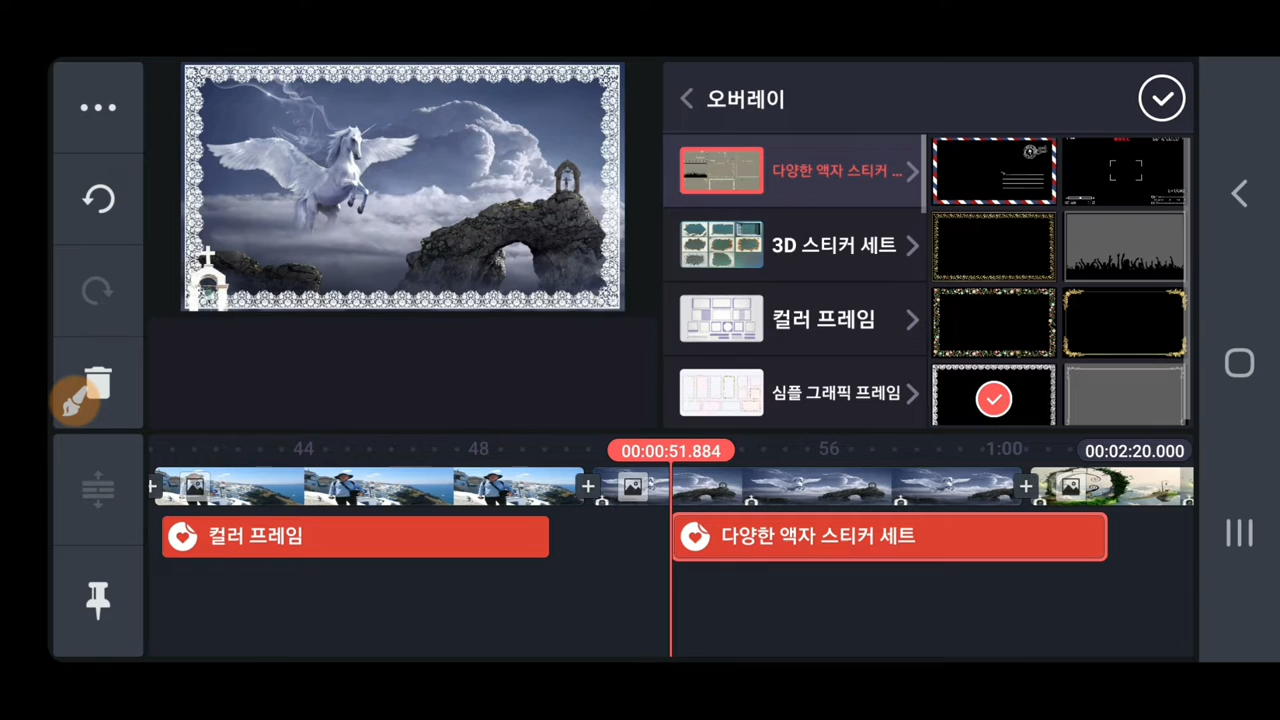 오버레이
다양한 액자 스티커 ...
3D 스티커 세트
컬러 프레임
심플 그래픽 프레임
44
48
00:00:51.884
56
1:00
00:02:20.000
컬러 프레임
다양한 액자 스티커 세트